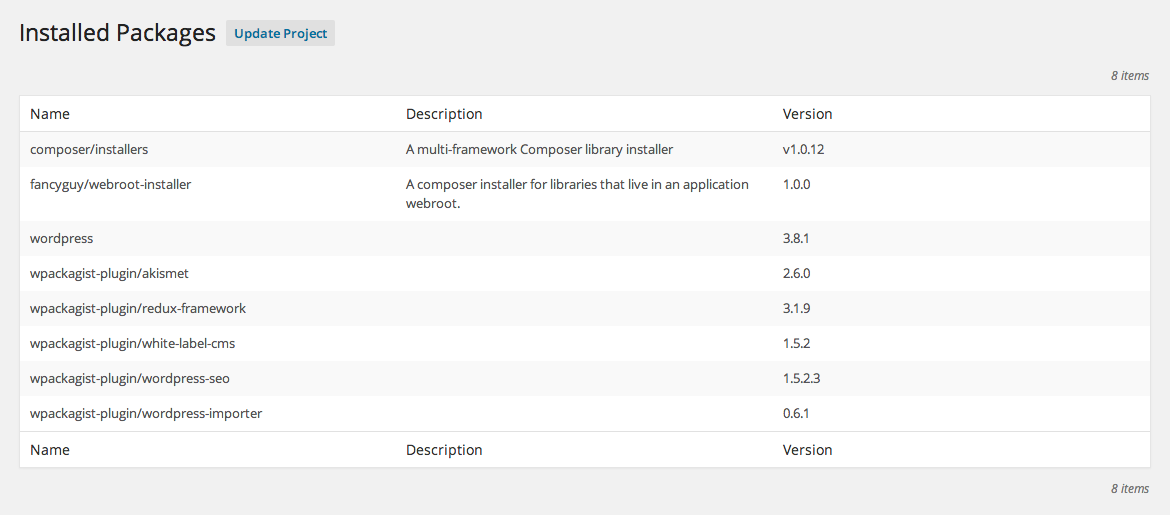 Installed Packages Update Project
8 items
Name Description Version
composer/installers A multi-framework Composer library installer v1.0.12
fancyguy/webroot-installer A composer installer for libraries that live in an application 1.0.0
webroot.
wordpress 3.8.1
wpackagist-plugin/akismet 2.6.0
wpackagist-plugin/redux-framework 3.1.9
wpackagist-plugin/white-label-cms 1.5.2
wpackagist-plugin/wordpress-seo 1.5.2.3
wpackagist-plugin/wordpress-importer 0.6.1
Name Description Version
8 items